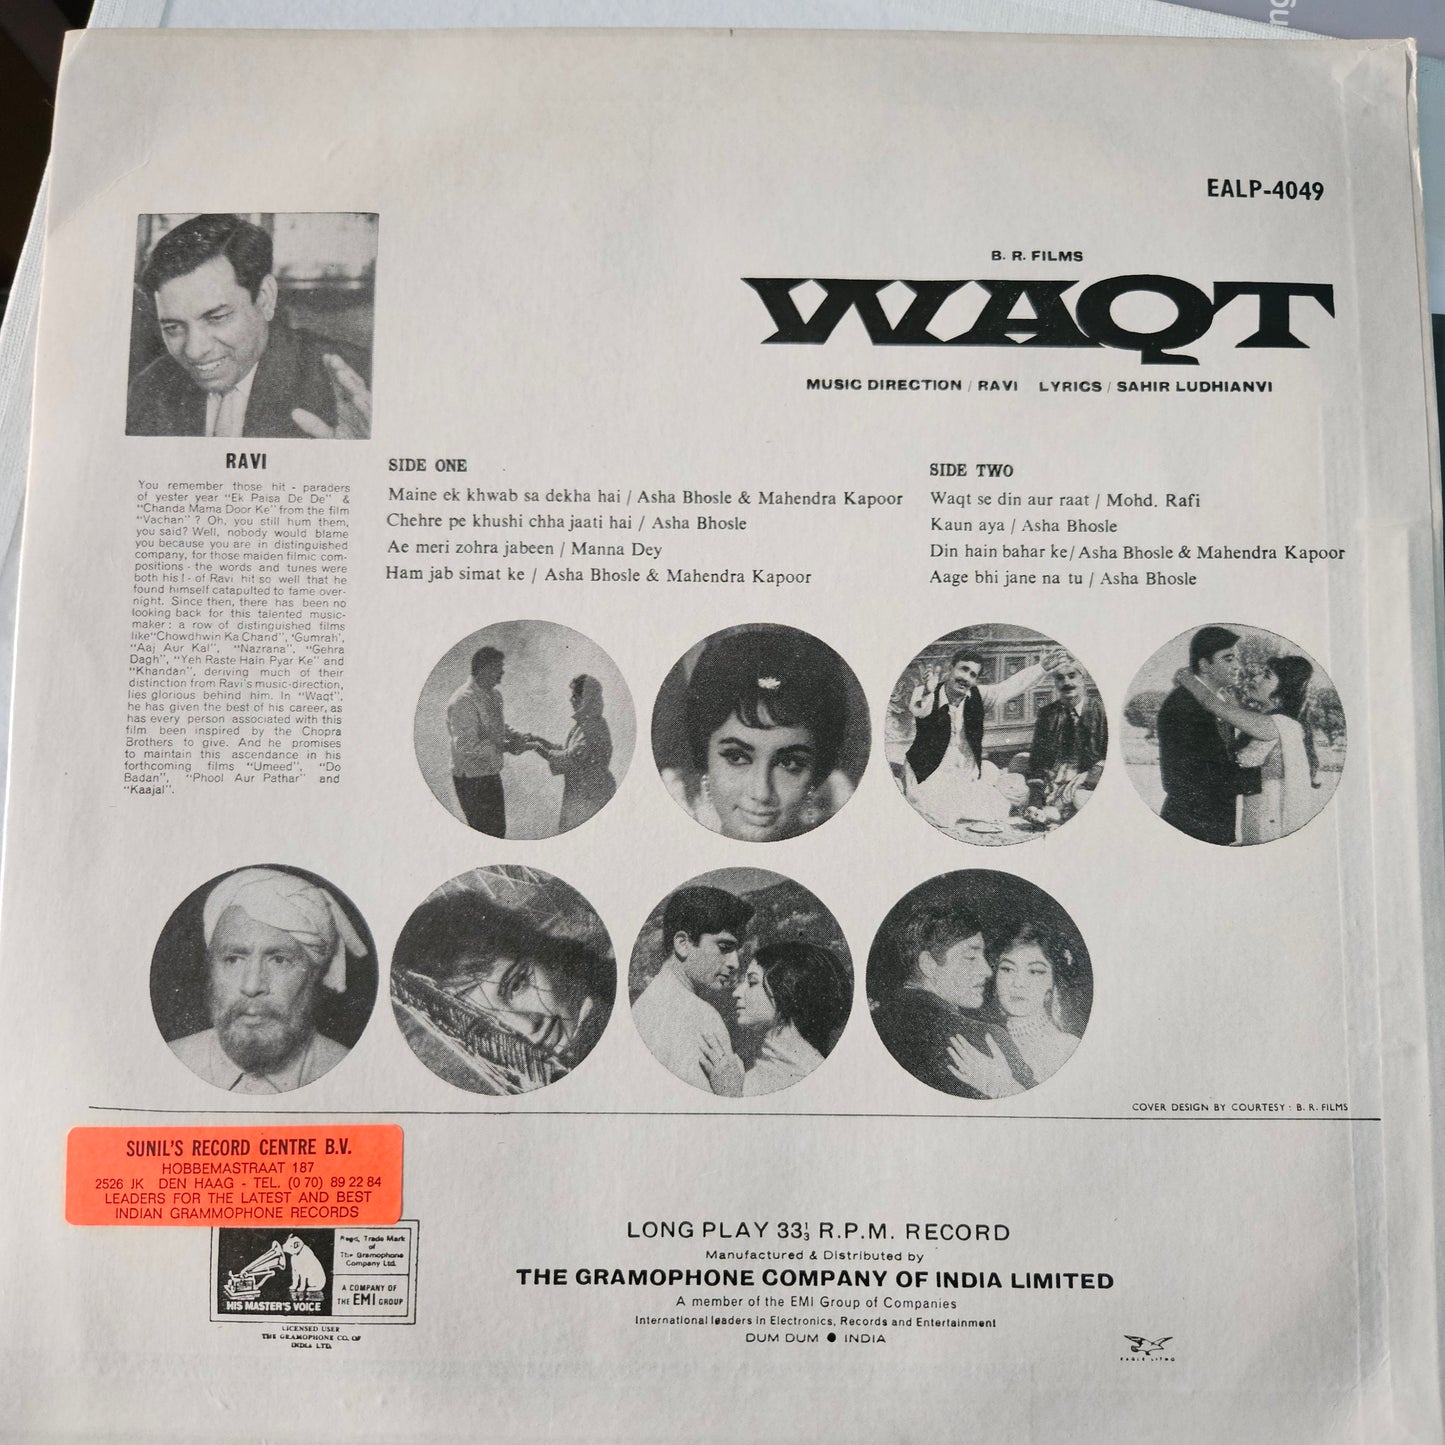 EALP-4049
B. R. FILMS
WAQT
MUSIC DIRECTION / RAVI LYRICS / SAHIR LUDHIANVI
RAVI
You remember those hit - paraders
of yester year "Ek Paisa De De" &
"Chanda Mama Door Ke" from the film
"Vachan" ? Oh, you still hum them,
you said? Well, nobody would blame
you because you are in distinguished
company, for those maiden filmic com-
positions - the words and tunes were
both his! - of Ravi hit so well that he
found himself catapulted to fame over-
night. Since then, there has been no
looking back for this talented music-
maker : a row of distinguished films
like "Chowdhwin Ka Chand", 'Gumrah',
"Aaj Aur Kal", "Nazrana", "Gehra
Dagh", "Yeh Raste Hain Pyar Ke" and
"Khandan", deriving much of their
distinction from Ravi's music-direction,
lies glorious behind him. In "Waqt",
he has given the best of his career, as
has every person associated with this
film been inspired by the Chopra
Brothers to give. And he promises
to maintain this ascendance in his
forthcoming films "Umeed", "Do
Badan", "Phool Aur Pathar" and
"Kaajal".
SIDE ONE
Maine ek khwab sa dekha hai / Asha Bhosle & Mahendra Kapoor
Chehre pe khushi chha jaati hai / Asha Bhosle
Ae meri zohra jabeen / Manna Dey
Ham jab simat ke / Asha Bhosle & Mahendra Kapoor
SIDE TWO
Waqt se din aur raat / Mohd. Rafi
Kaun aya / Asha Bhosle
Din hain bahar ke / Asha Bhosle & Mahendra Kapoor
Aage bhi jane na tu / Asha Bhosle
COVER DESIGN BY COURTESY : B. R. FILMS
SUNIL'S RECORD CENTRE B.V.
HOBBEMASTRAAT 187
2526 JK DEN HAAG - TEL. (0 70) 89 22 84
LEADERS FOR THE LATEST AND BEST
INDIAN GRAMMOPHONE RECORDS
HIS MASTER'S VOICE
Regd. Trade Mark
of
The Gramophone
Company Ltd.
A COMPANY OF
THE EMI GROUP
LICENSED USER
THE GRAMOPHONE CO. OF
INDIA LTD.
LONG PLAY 33⅓ R.P.M. RECORD
Manufactured & Distributed by
THE GRAMOPHONE COMPANY OF INDIA LIMITED
A member of the EMI Group of Companies
International leaders in Electronics, Records and Entertainment
DUM DUM ● INDIA
EAGLE LITHO